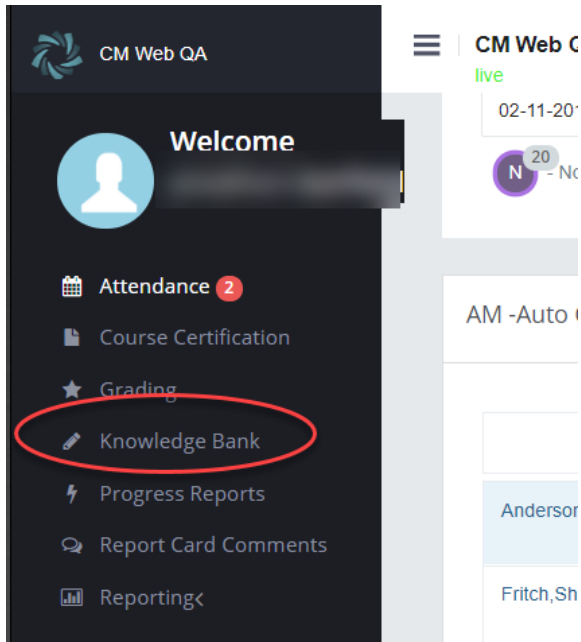 CM Web QA
CM Web
live
02-11-201
N 20 - No
Welcome
Attendance 2
AM -Auto
Course Certification
Grading
Knowledge Bank
Progress Reports
Anderson
Report Card Comments
Reporting<
Fritch,Sh